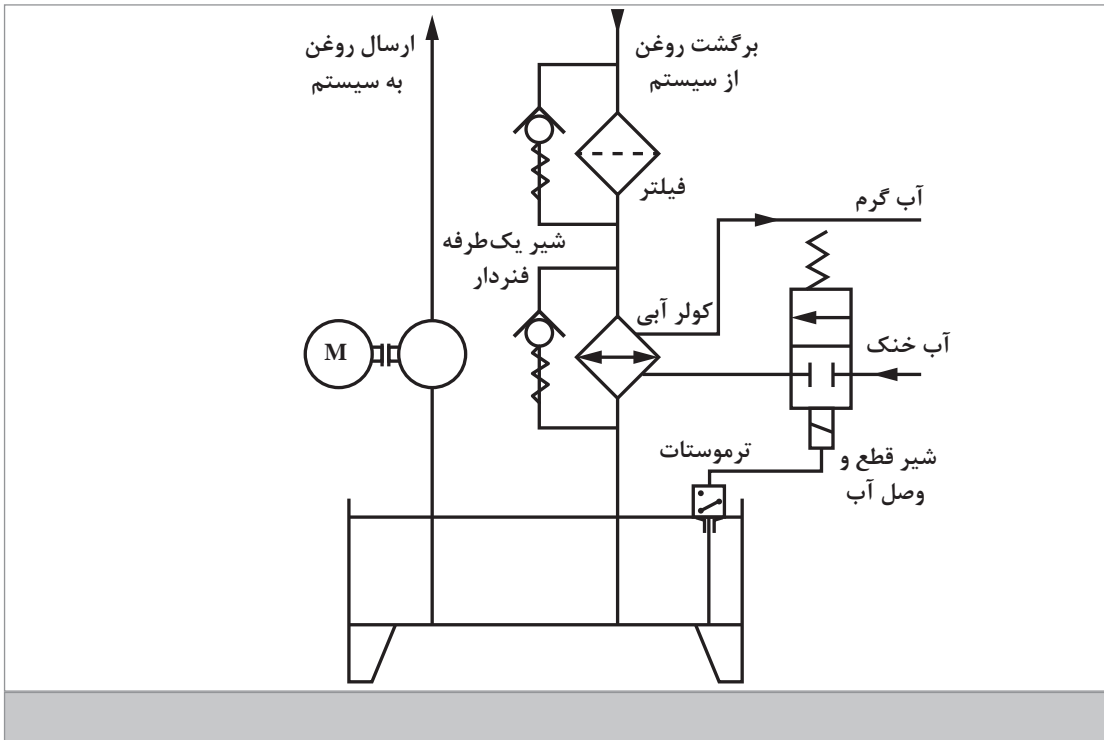 برگشت روغن
از سیستم
ارسال روغن
به سیستم
فیلتر
آب گرم
شیر یک‌طرفه
فنردار
کولر آبی
آب خنک
M
ترموستات
شیر قطع و
وصل آب